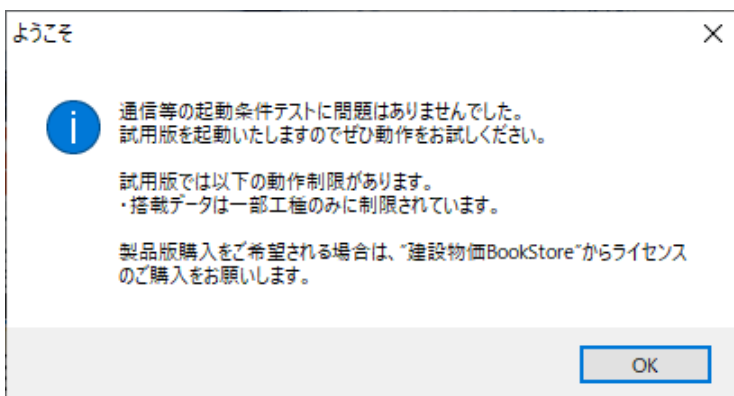 ようこそ
通信等の起動条件テストに問題はありませんでした。
試用版を起動いたしますのでぜひ動作をお試しください。
試用版では以下の動作制限があります。
・搭載データは一部工種のみに制限されています。
製品版購入をご希望される場合は、"建設物価BookStore"からライセンス
のご購入をお願いします。
OK